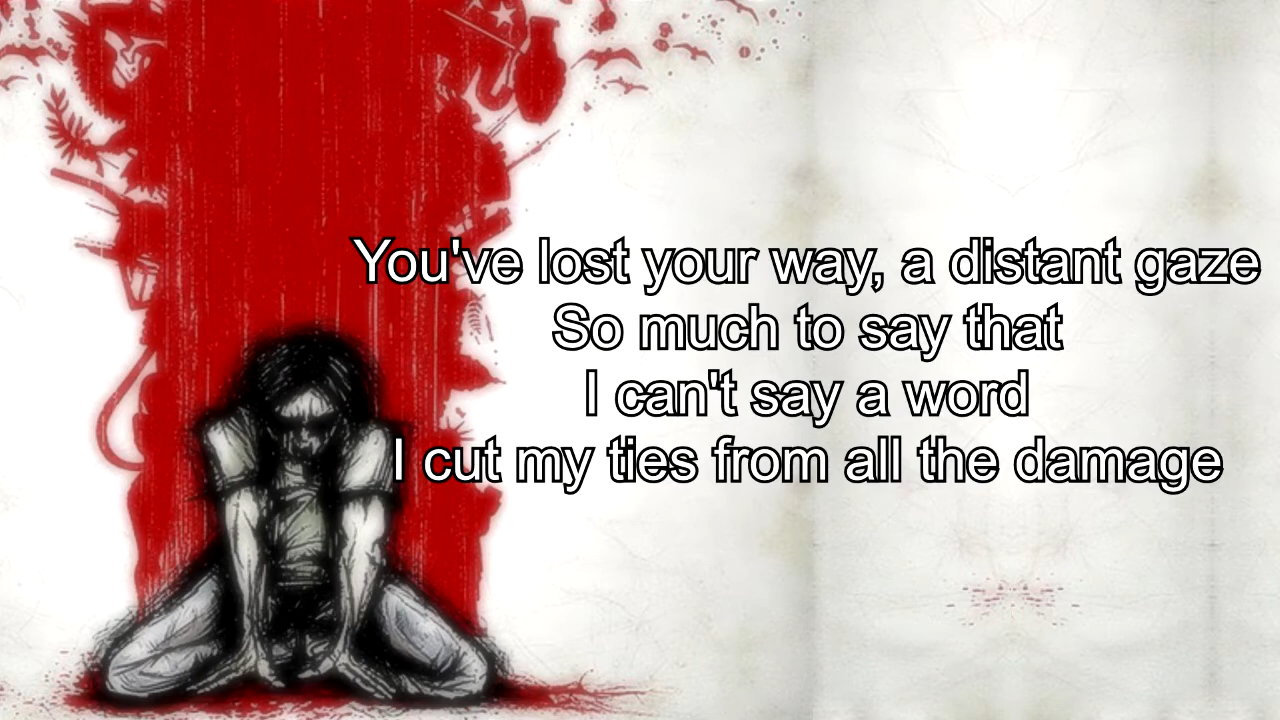 You've lost your way, a distant gaze
So much to say that
I can't say a word
I cut my ties from all the damage